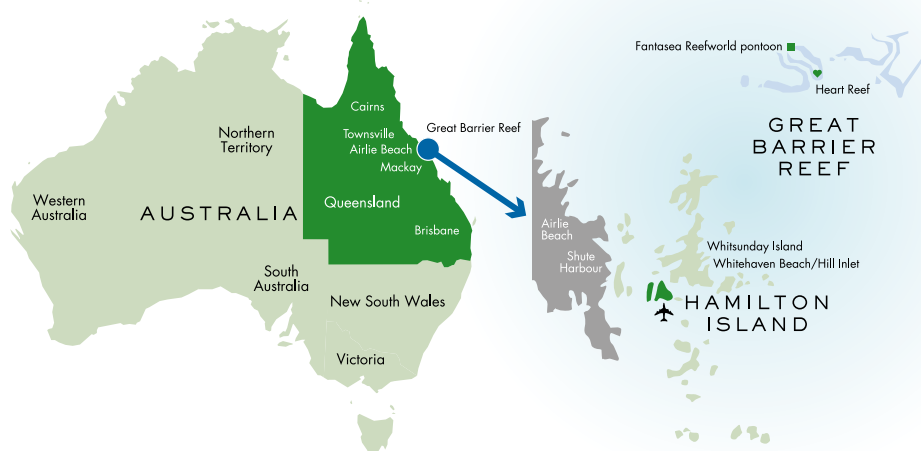 Cairns
Townsville
Airlie Beach
Mackay
Great Barrier Reef
Northern
Territory
Western
Australia
AUSTRALIA
Queensland
Brisbane
South
Australia
New South Wales
Victoria
Fantasea Reefworld pontoon
Heart Reef
GREAT
BARRIER
REEF
Airlie
Beach
Shute
Harbour
Whitsunday Island
Whitehaven Beach/Hill Inlet
HAMILTON
ISLAND